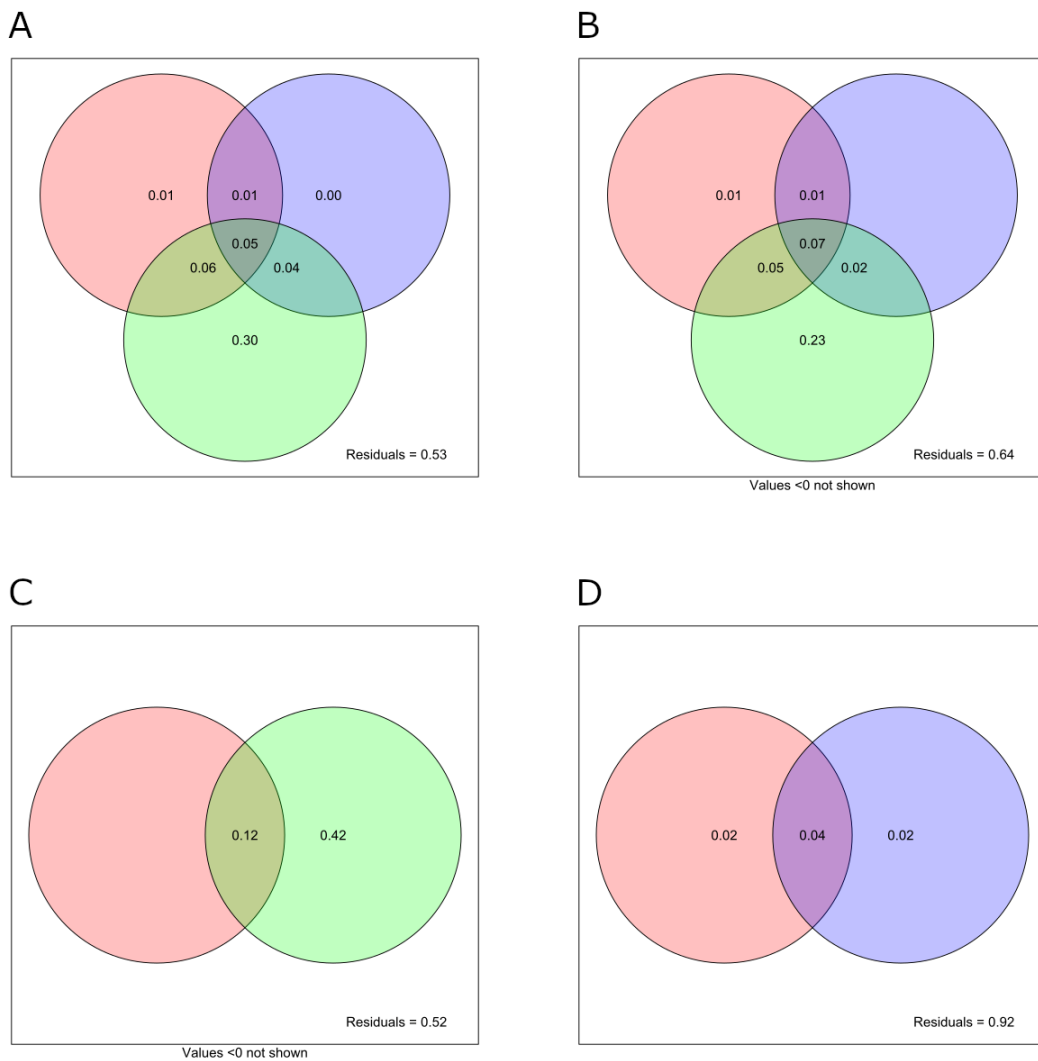 A
B
0.01 0.01 0.00
0.05
0.06 0.04
0.30
Residuals = 0.53
0.01 0.01
0.07
0.05 0.02
0.23
Residuals = 0.64
Values <0 not shown
C
D
0.12 0.42
Residuals = 0.52
Values <0 not shown
0.02 0.04 0.02
Residuals = 0.92